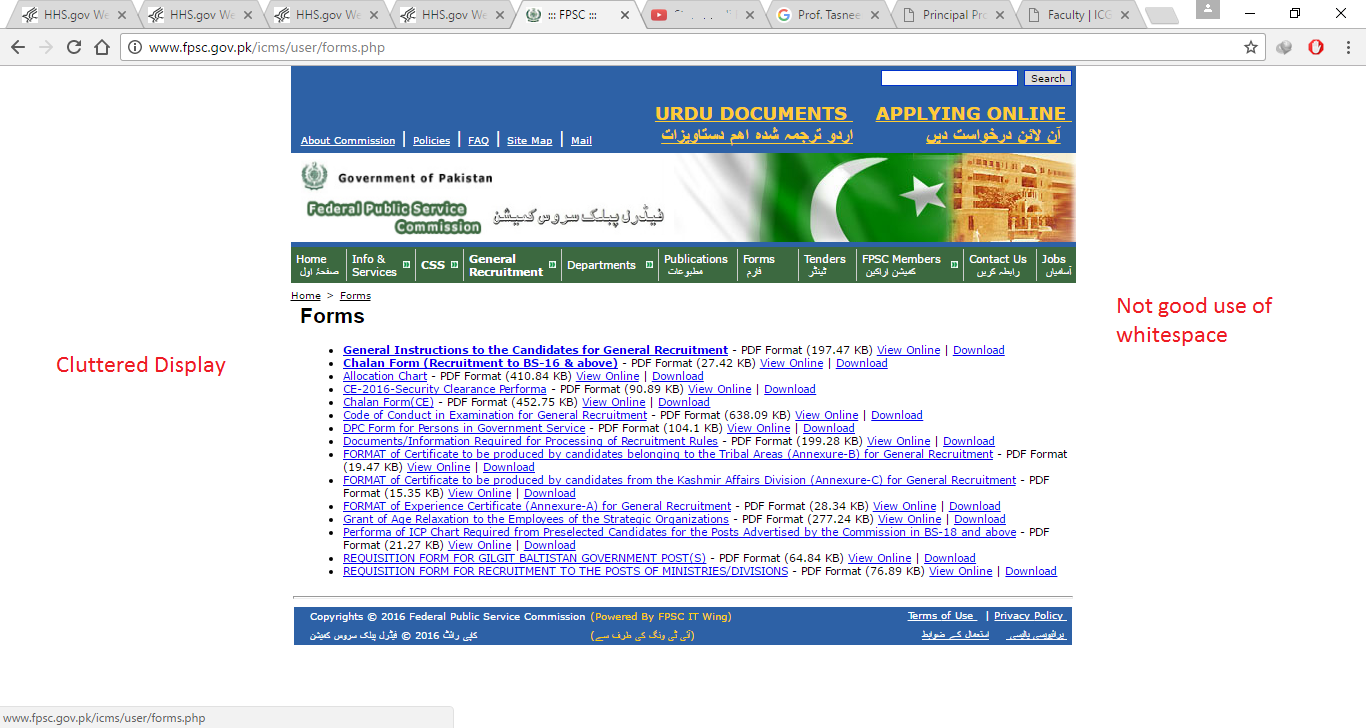 HHS.gov We
HHS.gov We
HHS.gov We
HHS.gov We
::: FPSC :::
Prof. Tasnee
Principal Pro
Faculty | ICG
www.fpsc.gov.pk/icms/user/forms.php
Search
URDU DOCUMENTS APPLYING ONLINE
اردو ترجمہ شدہ اھم دستاویزات آن لائن درخواست دیں
About Commission | Policies | FAQ | Site Map | Mail
Government of Pakistan
Federal Public Service
Commission
فیڈرل پبلک سروس کمیشن
Home Info & Services CSS General Recruitment Departments Publications Forms Tenders FPSC Members Contact Us Jobs
صفحۂ اول مطبوعات فارم ٹینڈر کمیشن اراکین رابطہ کریں آسامیاں
Home > Forms
Forms
Not good use of
whitespace
Cluttered Display
• General Instructions to the Candidates for General Recruitment - PDF Format (197.47 KB) View Online | Download
• Chalan Form (Recruitment to BS-16 & above) - PDF Format (27.42 KB) View Online | Download
• Allocation Chart - PDF Format (410.84 KB) View Online | Download
• CE-2016-Security Clearance Performa - PDF Format (90.89 KB) View Online | Download
• Chalan Form(CE) - PDF Format (452.75 KB) View Online | Download
• Code of Conduct in Examination for General Recruitment - PDF Format (638.09 KB) View Online | Download
• DPC Form for Persons in Government Service - PDF Format (104.1 KB) View Online | Download
• Documents/Information Required for Processing of Recruitment Rules - PDF Format (199.28 KB) View Online | Download
• FORMAT of Certificate to be produced by candidates belonging to the Tribal Areas (Annexure-B) for General Recruitment - PDF Format
(19.47 KB) View Online | Download
• FORMAT of Certificate to be produced by candidates from the Kashmir Affairs Division (Annexure-C) for General Recruitment - PDF
Format (15.35 KB) View Online | Download
• FORMAT of Experience Certificate (Annexure-A) for General Recruitment - PDF Format (28.34 KB) View Online | Download
• Grant of Age Relaxation to the Employees of the Strategic Organizations - PDF Format (277.24 KB) View Online | Download
• Performa of ICP Chart Required from Preselected Candidates for the Posts Advertised by the Commission in BS-18 and above - PDF
Format (21.27 KB) View Online | Download
• REQUISITION FORM FOR GILGIT BALTISTAN GOVERNMENT POST(S) - PDF Format (64.84 KB) View Online | Download
• REQUISITION FORM FOR RECRUITMENT TO THE POSTS OF MINISTRIES/DIVISIONS - PDF Format (76.89 KB) View Online | Download
Copyrights © 2016 Federal Public Service Commission (Powered By FPSC IT Wing) Terms of Use | Privacy Policy
کاپی رائٹ 2016 © فیڈرل پبلک سروس کمیشن (آئی ٹی ونگ کی طرف سے) استعمال کے ضوابط پرائیویسی پالیسی
www.fpsc.gov.pk/icms/user/forms.php